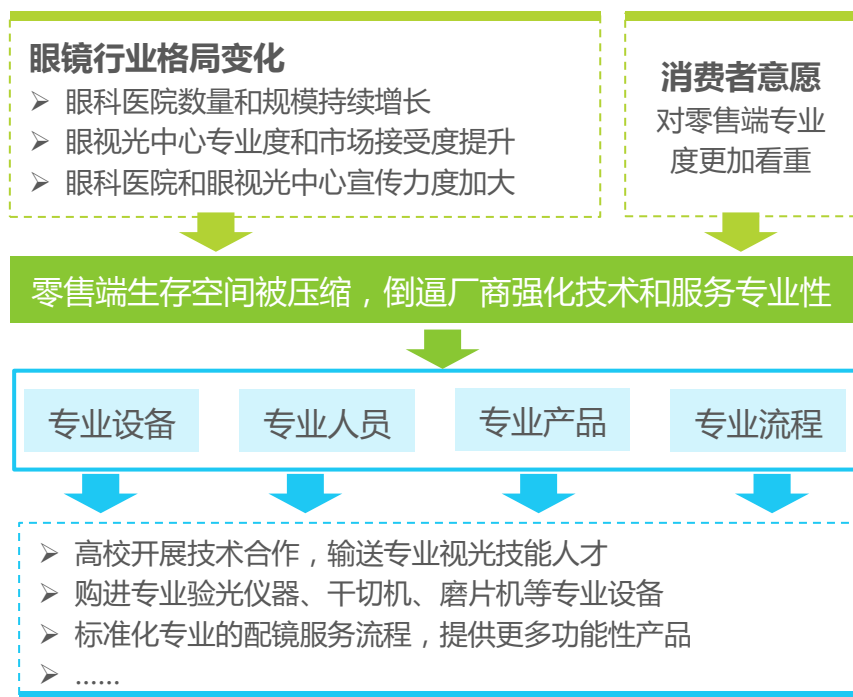 眼镜行业格局变化
➢ 眼科医院数量和规模持续增长
➢ 眼视光中心专业度和市场接受度提升
➢ 眼科医院和眼视光中心宣传力度加大
消费者意愿
对零售端专业
度更加看重
零售端生存空间被压缩，倒逼厂商强化技术和服务专业性
专业设备
专业人员
专业产品
专业流程
➢ 高校开展技术合作，输送专业视光技能人才
➢ 购进专业验光仪器、干切机、磨片机等专业设备
➢ 标准化专业的配镜服务流程，提供更多功能性产品
➢ ......